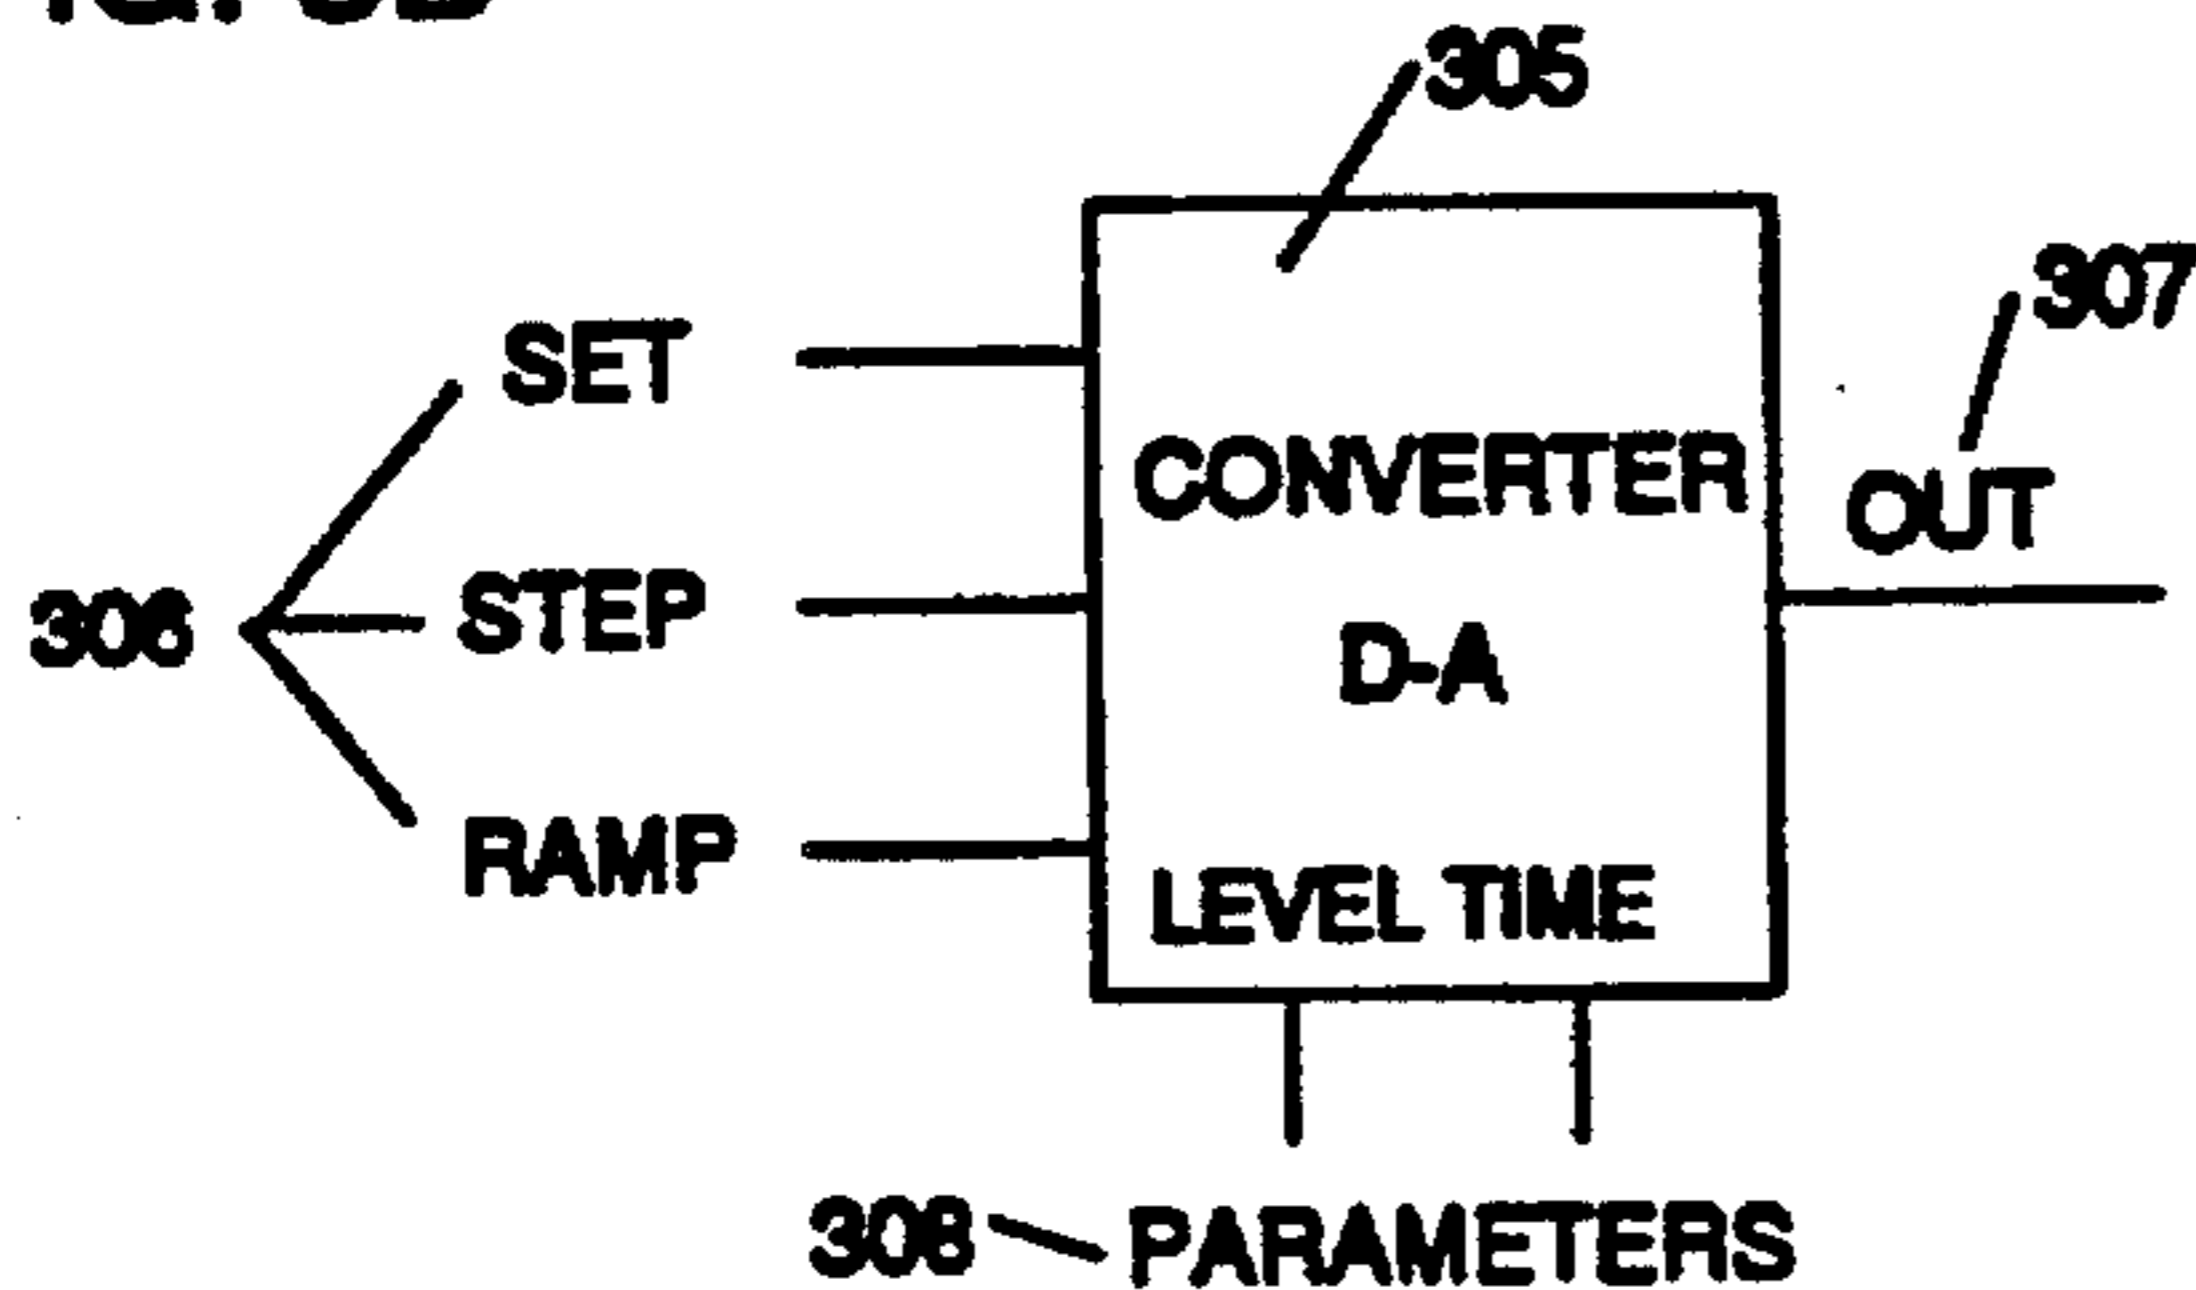 305
307
SET
CONVERTER
OUT
306
STEP
D-A
RAMP
LEVEL TIME
308
PARAMETERS